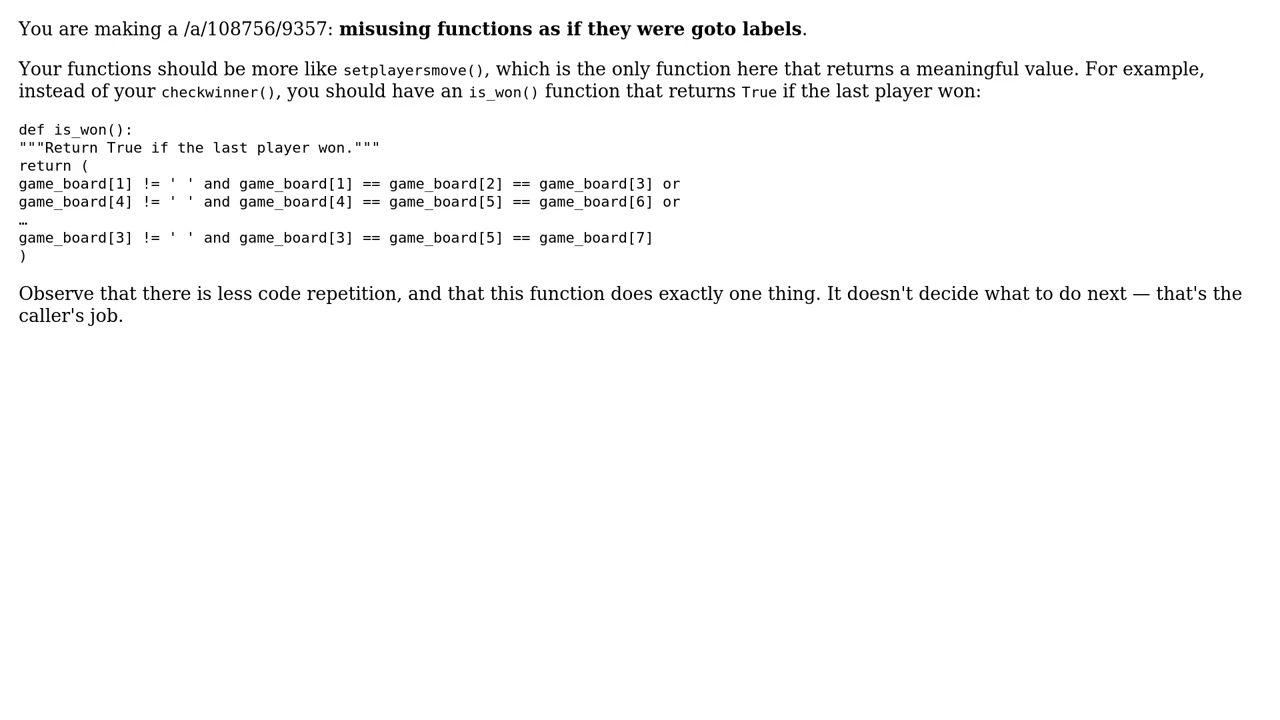 You are making a /a/108756/9357: misusing functions as if they were goto labels.
Your functions should be more like setplayersmove(), which is the only function here that returns a meaningful value. For example,
instead of your checkwinner(), you should have an is_won() function that returns True if the last player won:
def is_won():
"""Return True if the last player won."""
return (
game_board[1] != ' ' and game_board[1] == game_board[2] == game_board[3] or
game_board[4] != ' ' and game_board[4] == game_board[5] == game_board[6] or
…
game_board[3] != ' ' and game_board[3] == game_board[5] == game_board[7]
)
Observe that there is less code repetition, and that this function does exactly one thing. It doesn't decide what to do next — that's the
caller's job.